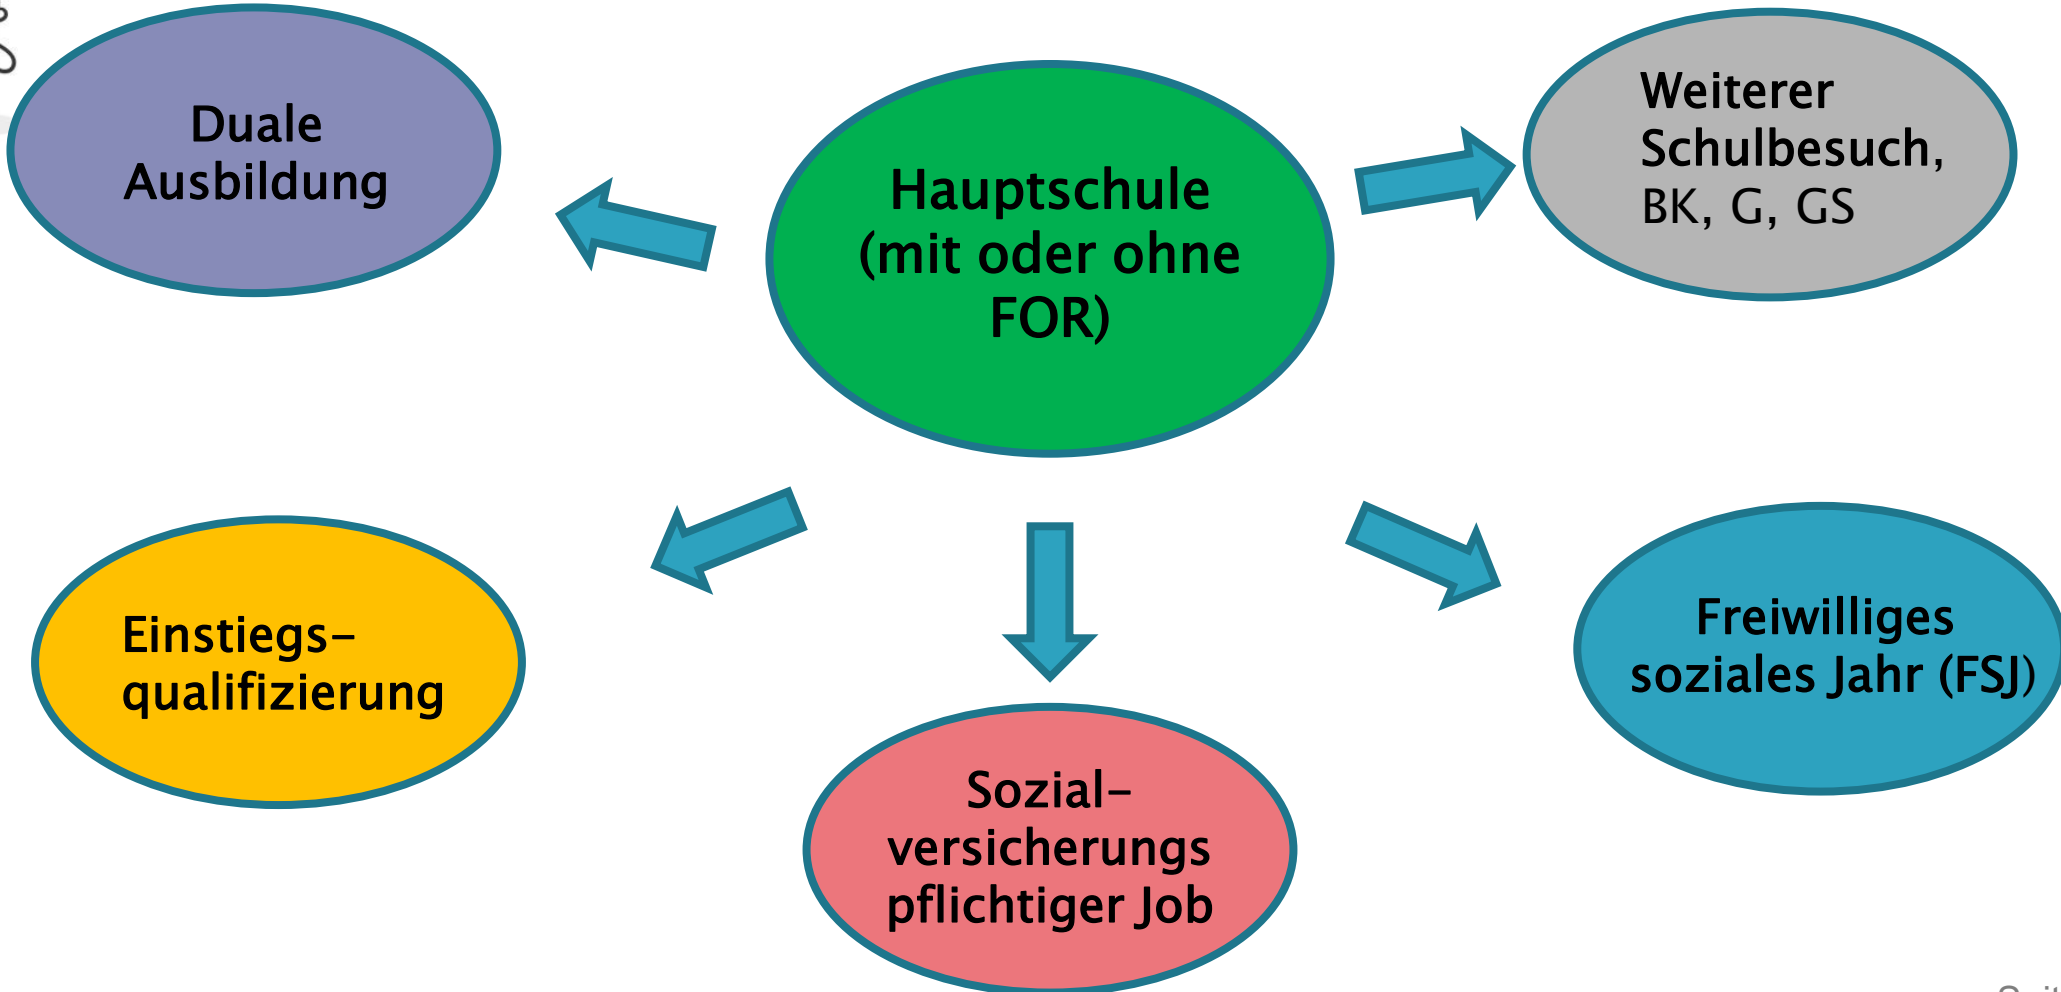 Duale
Ausbildung
Hauptschule
(mit oder ohne
FOR)
Weiterer
Schulbesuch,
BK, G, GS
Einstiegs-
qualifizierung
Sozial-
versicherungs
pflichtiger Job
Freiwilliges
soziales Jahr (FSJ)